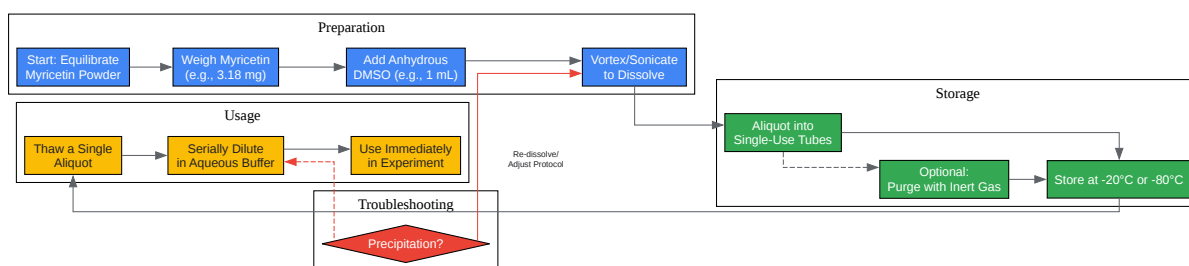 Preparation
Start: Equilibrate
Myricetin Powder
Weigh Myricetin
(e.g., 3.18 mg)
Add Anhydrous
DMSO (e.g., 1 mL)
Vortex/Sonicate
to Dissolve
Storage
Aliquot into
Single-Use Tubes
Optional:
Purge with Inert Gas
Store at -20°C or -80°C
Usage
Thaw a Single
Aliquot
Serially Dilute
in Aqueous Buffer
Use Immediately
in Experiment
Re-dissolve/
Adjust Protocol
Troubleshooting
Precipitation?